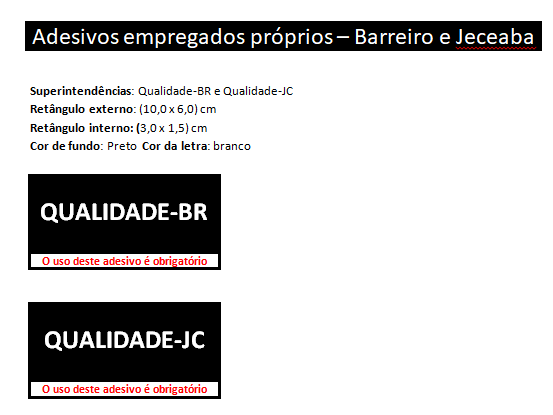 Adesivos empregados próprios – Barreiro e Jeceaba
Superintendências: Qualidade-BR e Qualidade-JC
Retângulo externo: (10,0 x 6,0) cm
Retângulo interno: (3,0 x 1,5) cm
Cor de fundo: Preto Cor da letra: branco
QUALIDADE-BR
O uso deste adesivo é obrigatório
QUALIDADE-JC
O uso deste adesivo é obrigatório